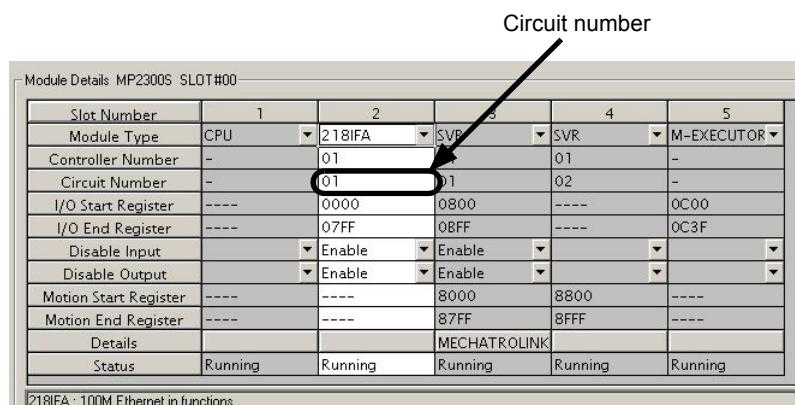 Circuit number
Module Details MP2300S SLOT#00
Slot Number 1 2 3 4 5
Module Type CPU 218IFA SVR SVR M-EXECUTOR
Controller Number - 01 01 -
Circuit Number - 01 01 02 -
I/O Start Register ---- 0000 0800 ---- 0C00
I/O End Register ---- 07FF 0BFF ---- 0C3F
Disable Input Enable Enable
Disable Output Enable Enable
Motion Start Register ---- ---- 8000 8800 ----
Motion End Register ---- ---- 87FF 8FFF ----
Details MECHATROLINK
Status Running Running Running Running Running
218IFA : 100M Ethernet in functions